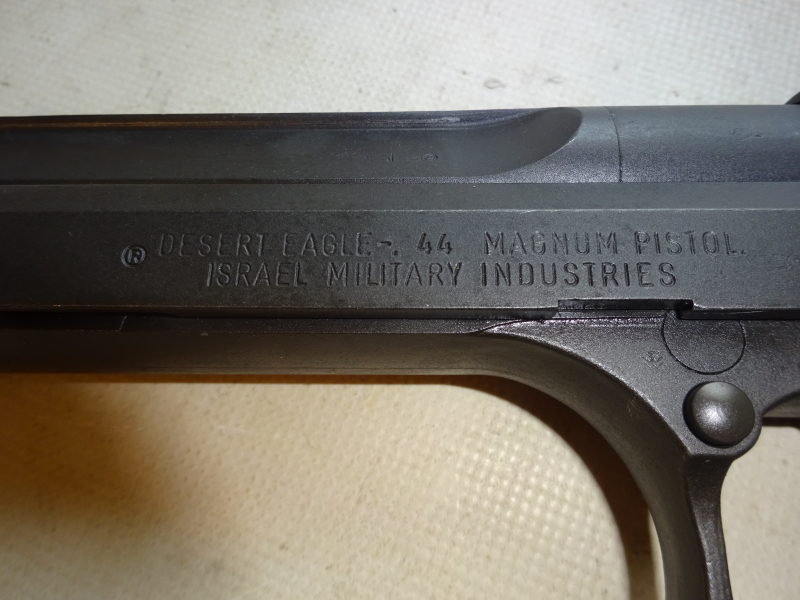 ® DESERT EAGLE-. 44 MAGNUM PISTOL.
ISRAEL MILITARY INDUSTRIES